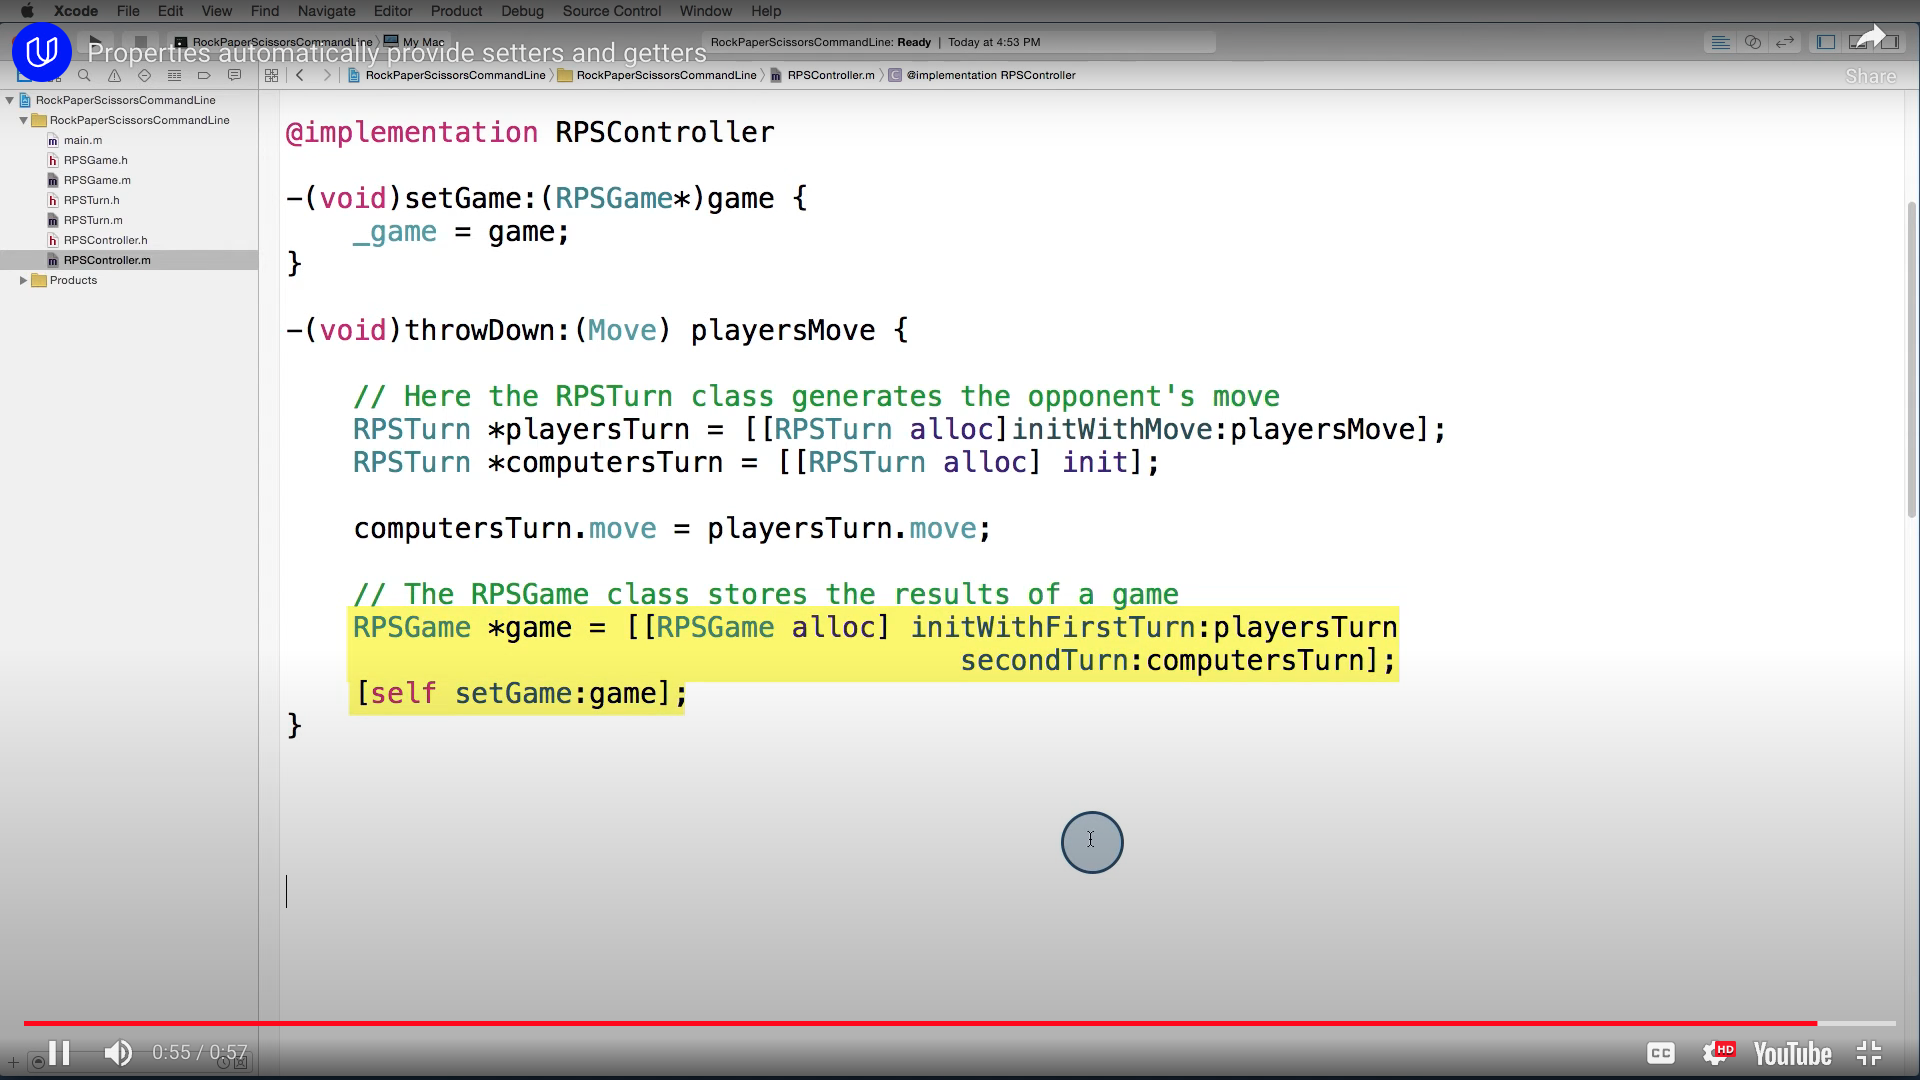 Xcode File Edit View Find Navigate Editor Product Debug Source Control Window Help
RockPaperScissorsCommandLine My Mac
RockPaperScissorsCommandLine: Ready | Today at 4:53 PM
Properties automatically provide setters and getters
Share
RockPaperScissorsCommandLine RockPaperScissorsCommandLine RPSController.m @implementation RPSController
RockPaperScissorsCommandLine
RockPaperScissorsCommandLine
main.m
RPSGame.h
RPSGame.m
RPSTurn.h
RPSTurn.m
RPSController.h
RPSController.m
Products
@implementation RPSController
-(void)setGame:(RPSGame*)game {
_game = game;
}
-(void)throwDown:(Move) playersMove {
// Here the RPSTurn class generates the opponent's move
RPSTurn *playersTurn = [[RPSTurn alloc]initWithMove:playersMove];
RPSTurn *computersTurn = [[RPSTurn alloc] init];
computersTurn.move = playersTurn.move;
// The RPSGame class stores the results of a game
RPSGame *game = [[RPSGame alloc] initWithFirstTurn:playersTurn
secondTurn:computersTurn];
[self setGame:game];
}
0:55 / 0:57
CC HD YouTube